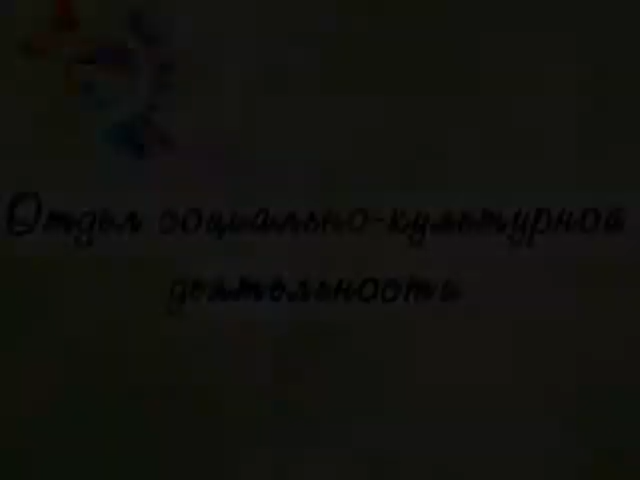 Отдел социально-культурной
деятельности